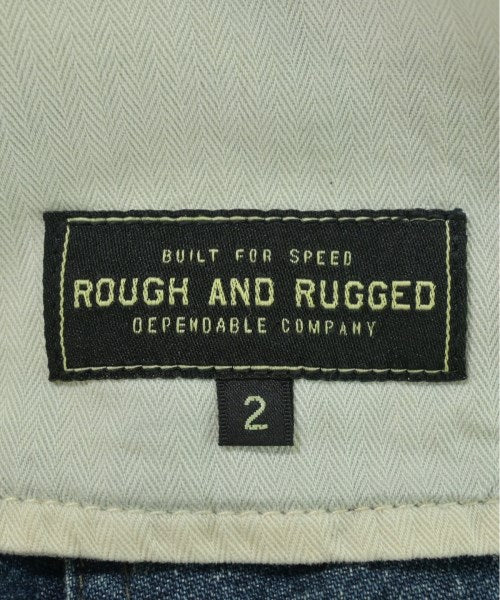 BUILT FOR SPEED
ROUGH AND RUGGED
DEPENDABLE COMPANY
2